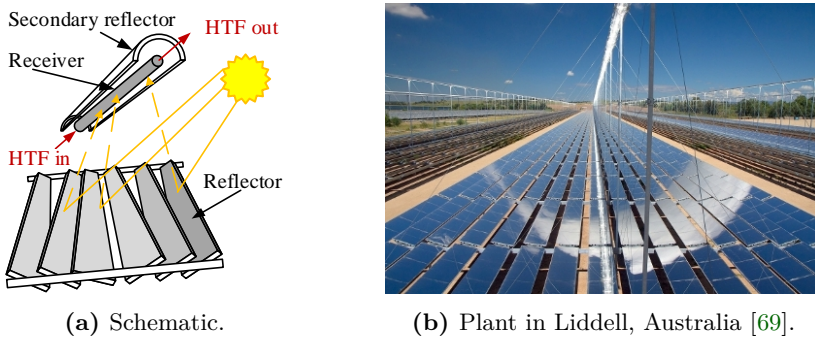 Secondary reflector
HTF out
Receiver
HTF in
Reflector
(a) Schematic.
(b) Plant in Liddell, Australia [69].